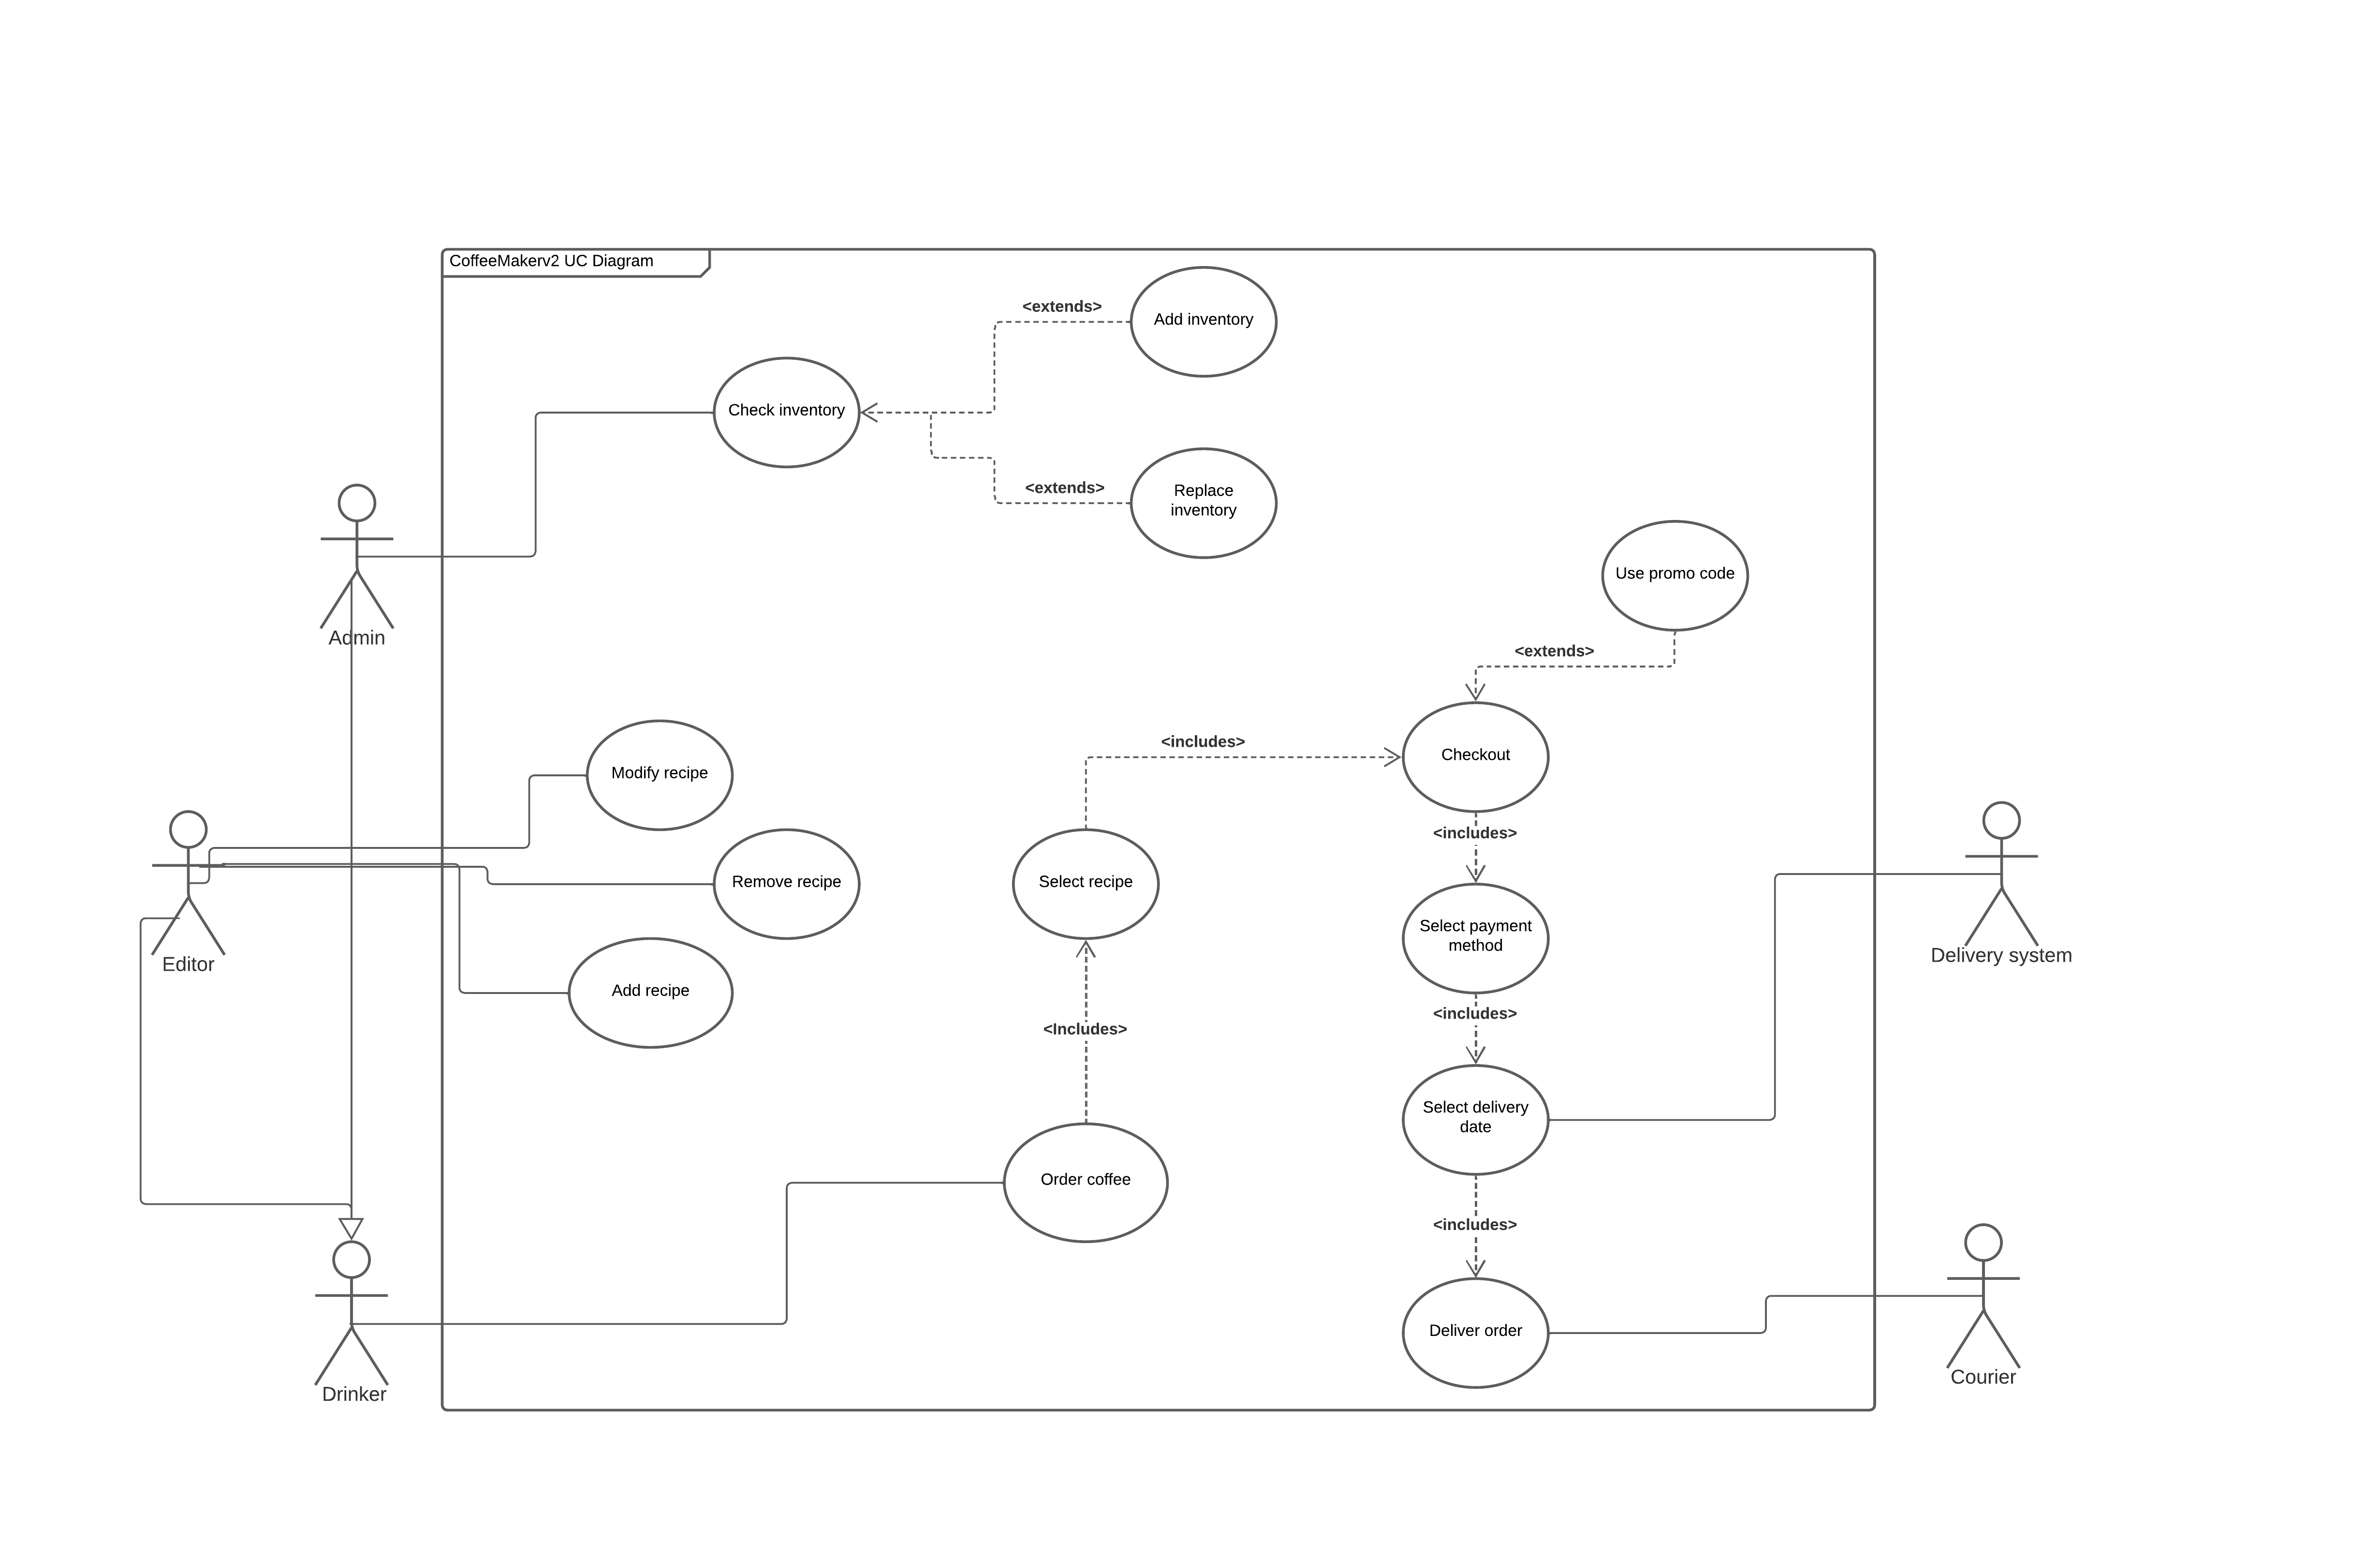 CoffeeMakerv2 UC Diagram
<extends>
Add inventory
Check inventory
<extends>
Replace
inventory
Use promo code
Admin
<extends>
<includes>
Checkout
Modify recipe
<includes>
Remove recipe
Select recipe
Select payment
method
Editor
Delivery system
Add recipe
<includes>
<Includes>
Select delivery
date
Order coffee
<includes>
Deliver order
Drinker
Courier